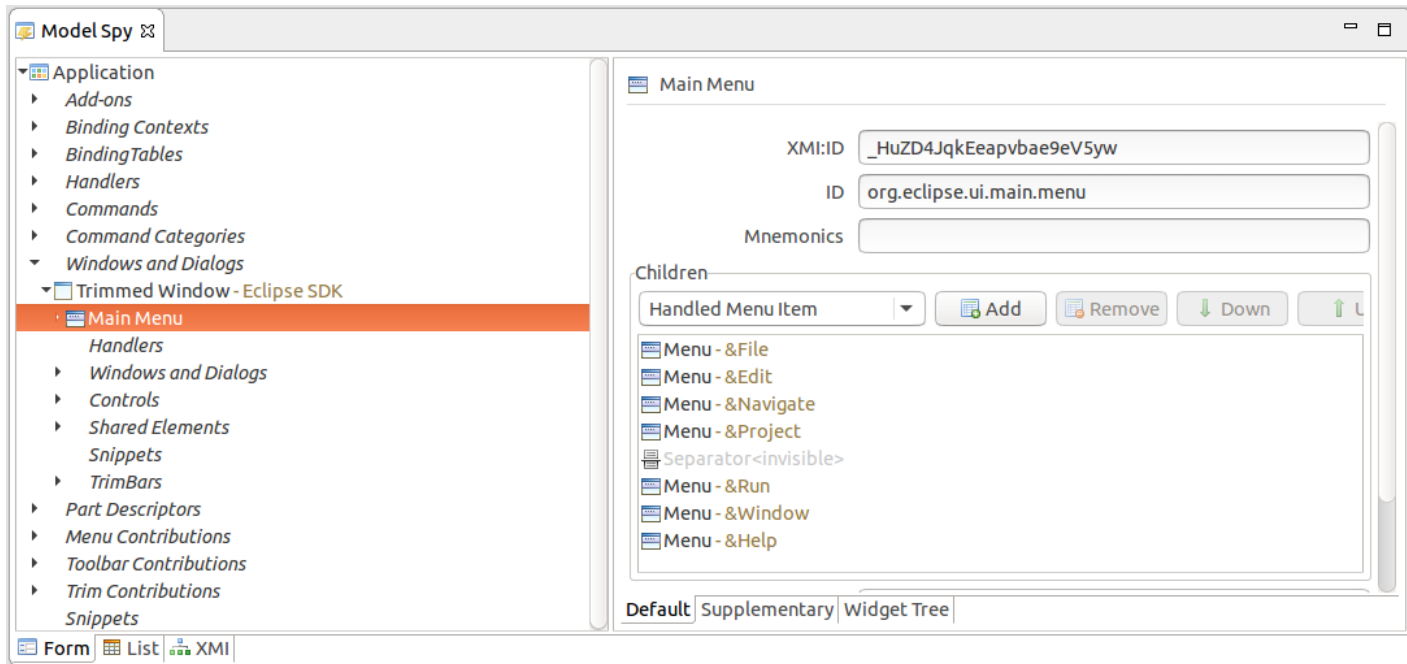 Model Spy
Application
Add-ons
Binding Contexts
BindingTables
Handlers
Commands
Command Categories
Windows and Dialogs
Trimmed Window - Eclipse SDK
Main Menu
Handlers
Windows and Dialogs
Controls
Shared Elements
Snippets
TrimBars
Part Descriptors
Menu Contributions
Toolbar Contributions
Trim Contributions
Snippets
Main Menu
XMI:ID _HuZD4JqkEeapvbae9eV5yw
ID org.eclipse.ui.main.menu
Mnemonics
Children
Handled Menu Item Add Remove Down U
Menu - &File
Menu - &Edit
Menu - &Navigate
Menu - &Project
Separator<invisible>
Menu - &Run
Menu - &Window
Menu - &Help
Default Supplementary Widget Tree
Form List XMI